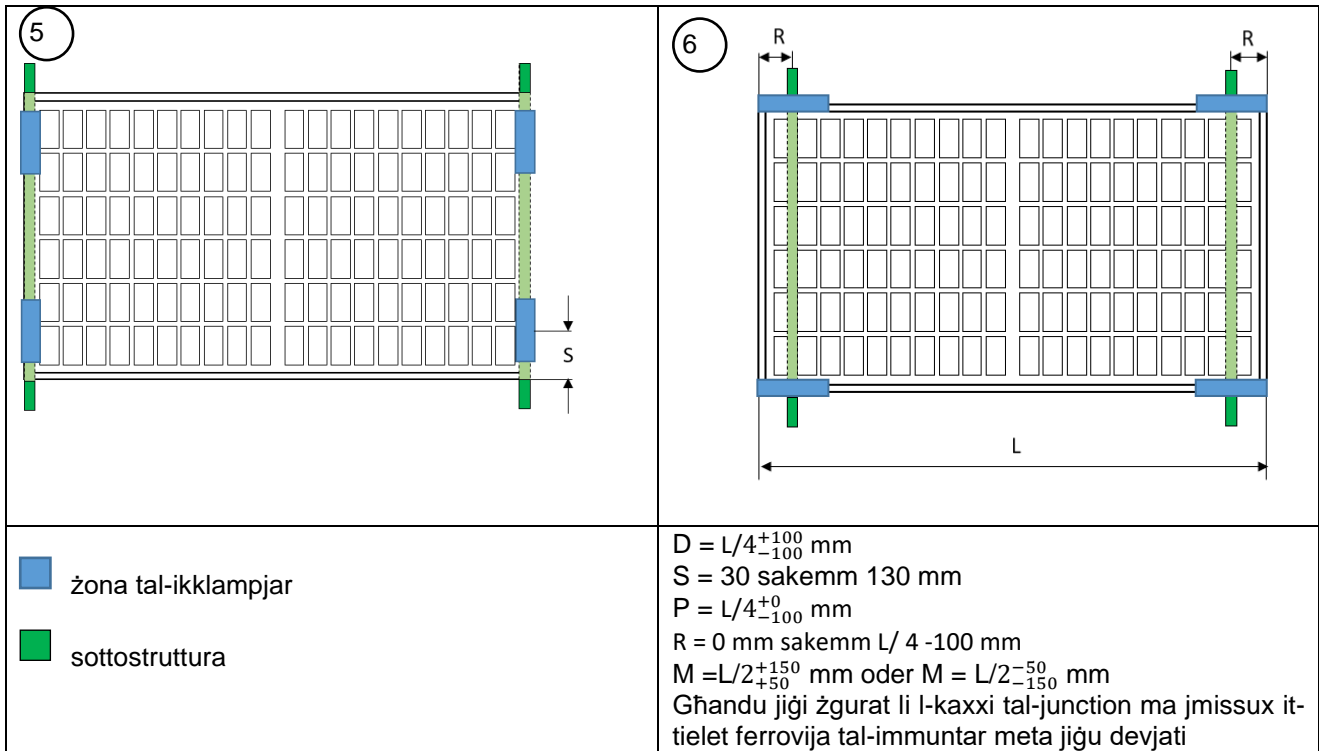 5
S
6
R R
L
żona tal-ikklampjar
sottostruttura
D = L/4 +100 -100 mm
S = 30 sakemm 130 mm
P = L/4 +0 -100 mm
R = 0 mm sakemm L/ 4 -100 mm
M =L/2 +150 +50 mm oder M = L/2 -50 -150 mm
Għandu jiġi żgurat li l-kaxxi tal-junction ma jmissux it-
tielet ferrovija tal-immuntar meta jiġu devjati